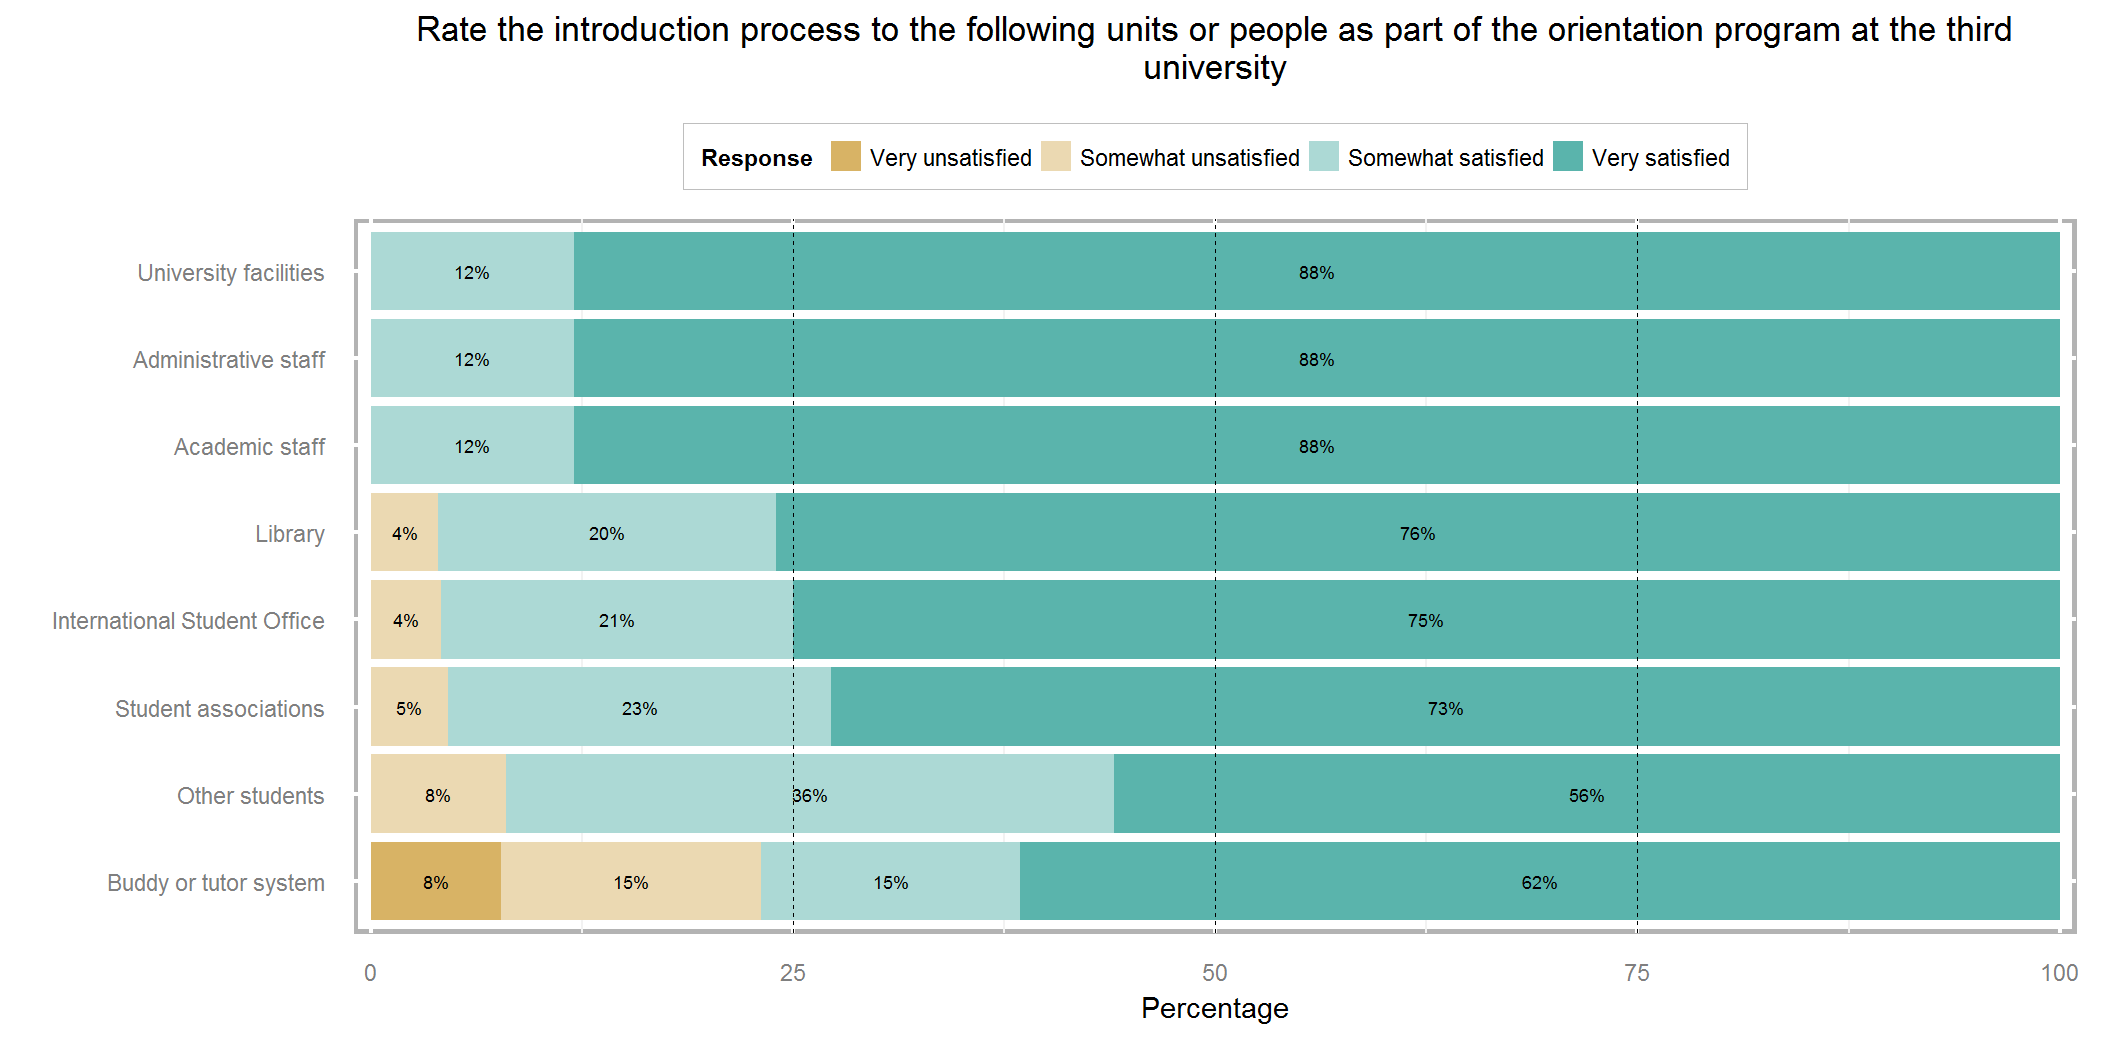 Rate the introduction process to the following units or people as part of the orientation program at the third
university
Response Very unsatisfied Somewhat unsatisfied Somewhat satisfied Very satisfied
University facilities 12% 88%
Administrative staff 12% 88%
Academic staff 12% 88%
Library 4% 20% 76%
International Student Office 4% 21% 75%
Student associations 5% 23% 73%
Other students 8% 36% 56%
Buddy or tutor system 8% 15% 15% 62%
0 25 50 75 100
Percentage